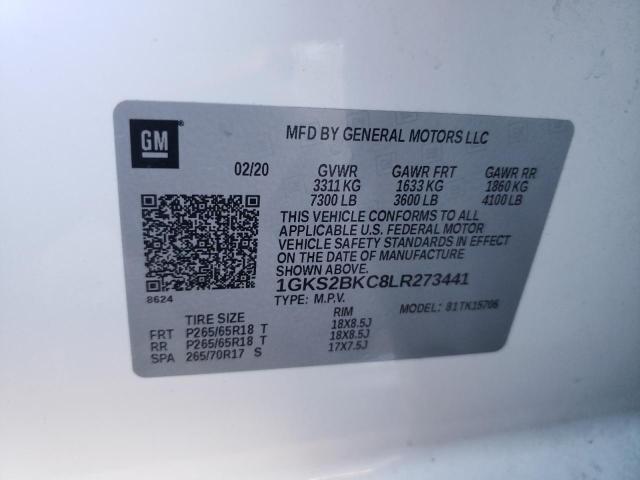 GM
MFD BY GENERAL MOTORS LLC
02/20 GVWR GAWR FRT GAWR RR
3311 KG 1633 KG 1860 KG
7300 LB 3600 LB 4100 LB
THIS VEHICLE CONFORMS TO ALL
APPLICABLE U.S. FEDERAL MOTOR
VEHICLE SAFETY STANDARDS IN EFFECT
ON THE DATE OF MANUFACTURE
SHOWN ABOVE.
8624
1GKS2BKC8LR273441
TYPE: M.P.V. MODEL: 81TK15706
TIRE SIZE RIM
FRT P265/65R18 T 18X8.5J
RR P265/65R18 T 18X8.5J
SPA 265/70R17 S 17X7.5J